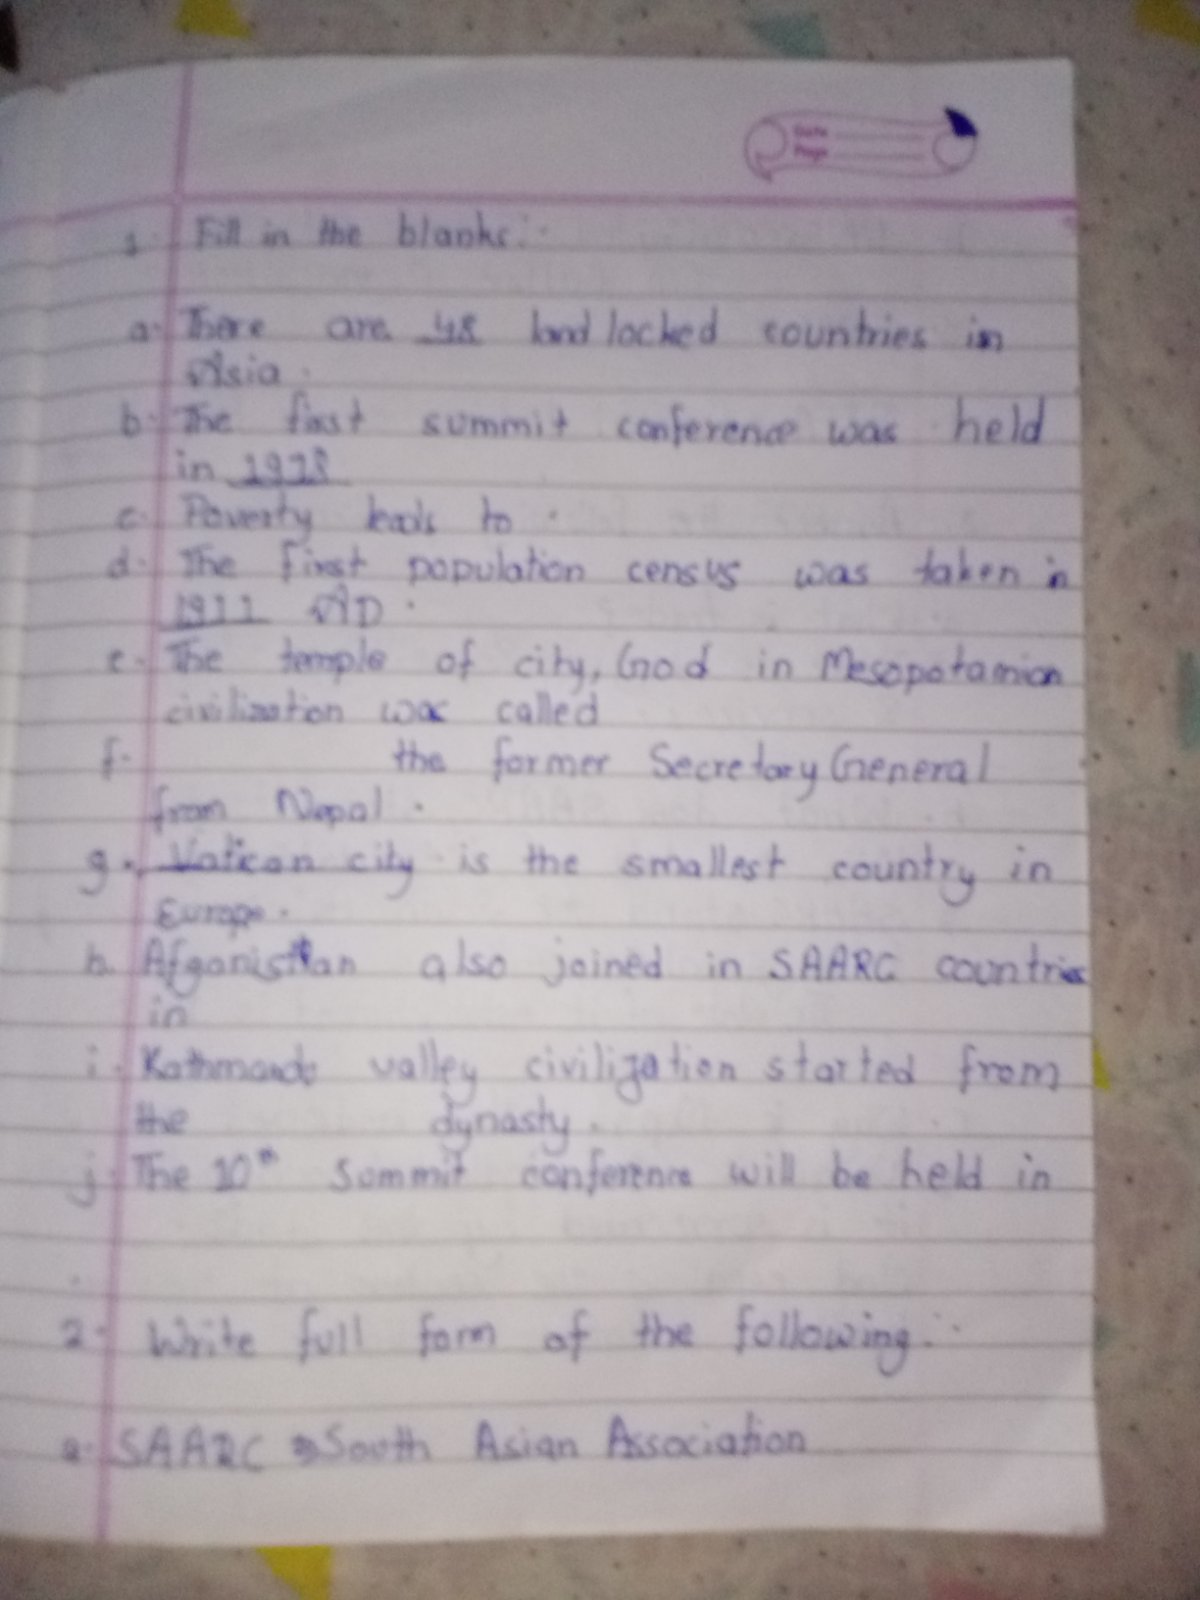 Date
Page
1. Fill in the blanks:-
a. There are 48 land locked countries in
Asia.
b. The first summit conference was held
in 1978
c. Poverty leads to .
d. The first population census was taken in
1911 AD.
e. The temple of city, God in Mesopotamian
civilization was called
f. the former Secretary General
from Nepal.
g. Vatican city is the smallest country in
Europe.
h. Afganistan also joined in SAARC countries
in
i. Kathmandu valley civilization started from
the dynasty.
j. The 10th Summit conference will be held in
2. Write full form of the following:-
a. SAARC South Asian Association